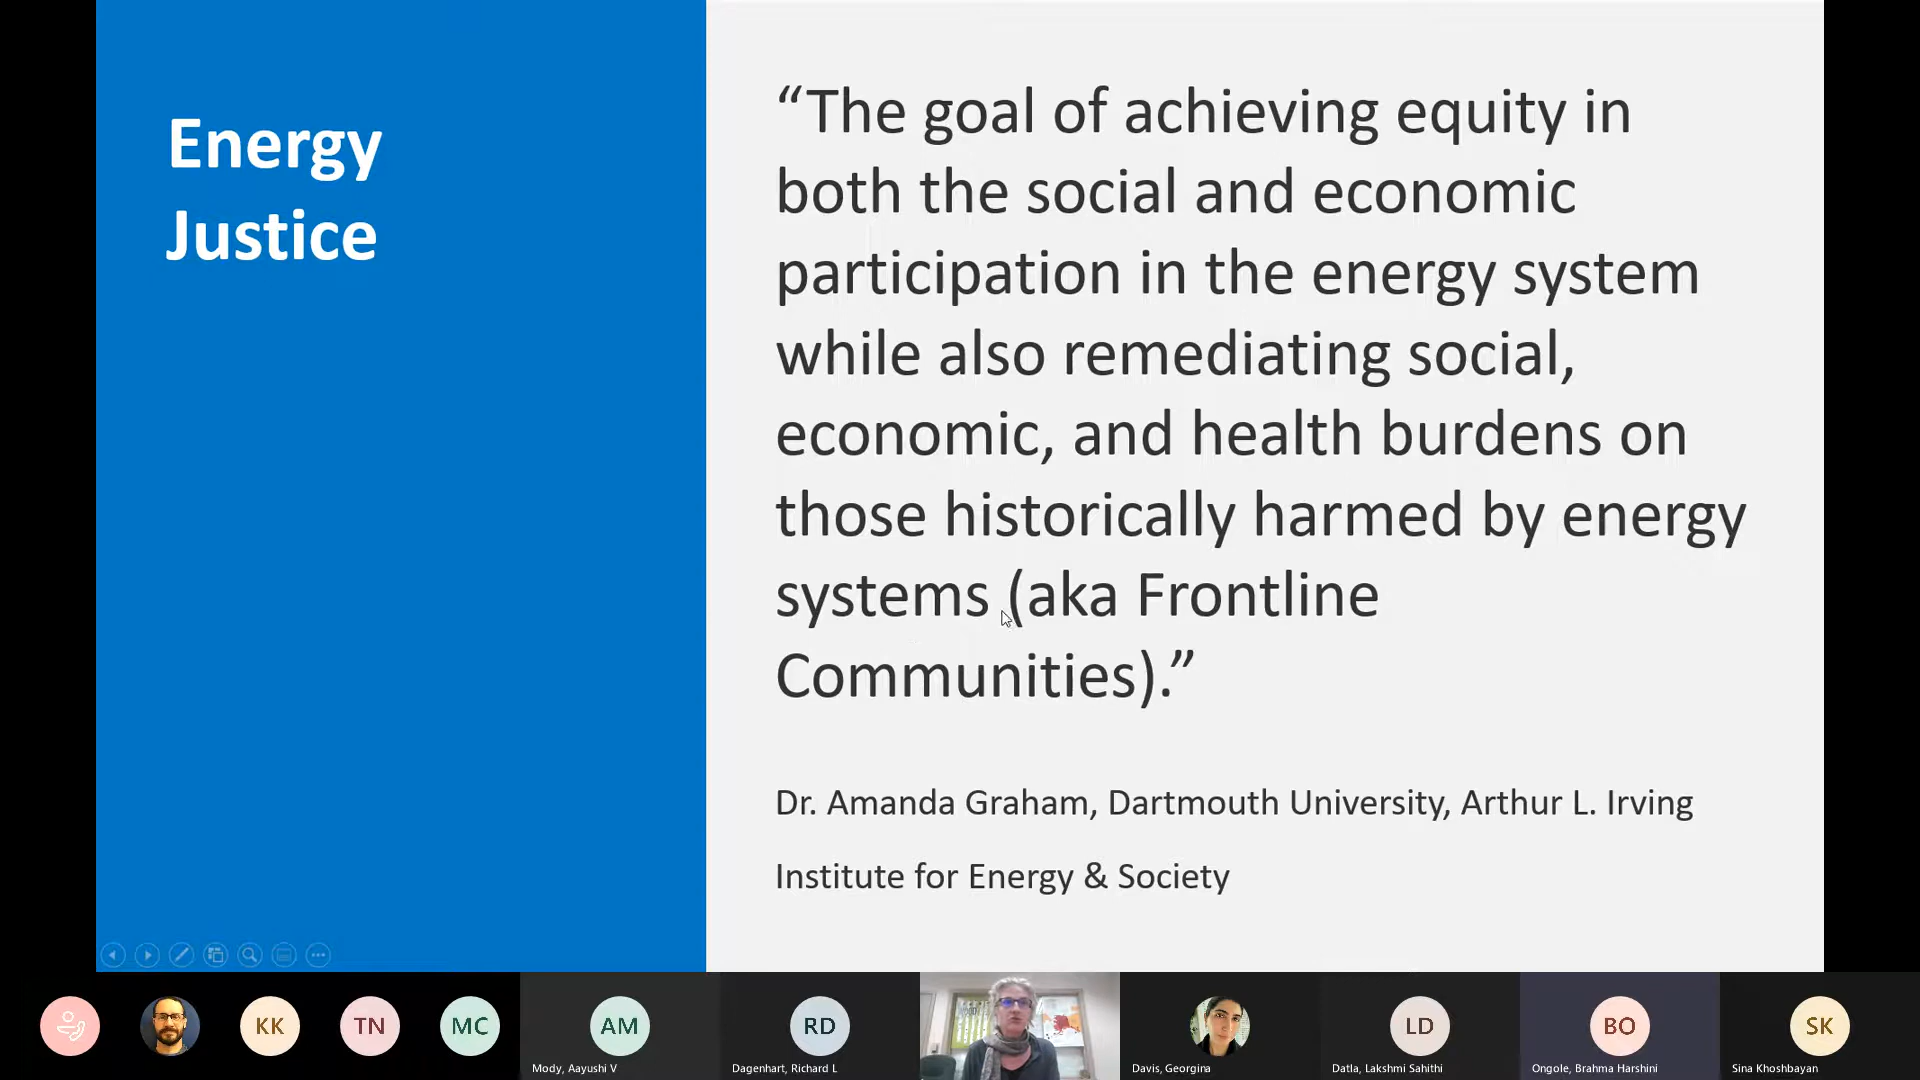 Energy
Justice
“The goal of achieving equity in
both the social and economic
participation in the energy system
while also remediating social,
economic, and health burdens on
those historically harmed by energy
systems (aka Frontline
Communities).”
Dr. Amanda Graham, Dartmouth University, Arthur L. Irving
Institute for Energy & Society
KK
TN
MC
AM
RD
LD
BO
SK
Mody, Aayushi V
Dagenhart, Richard L
Davis, Georgina
Datla, Lakshmi Sahithi
Ongole, Brahma Harshini
Sina Khoshbayan